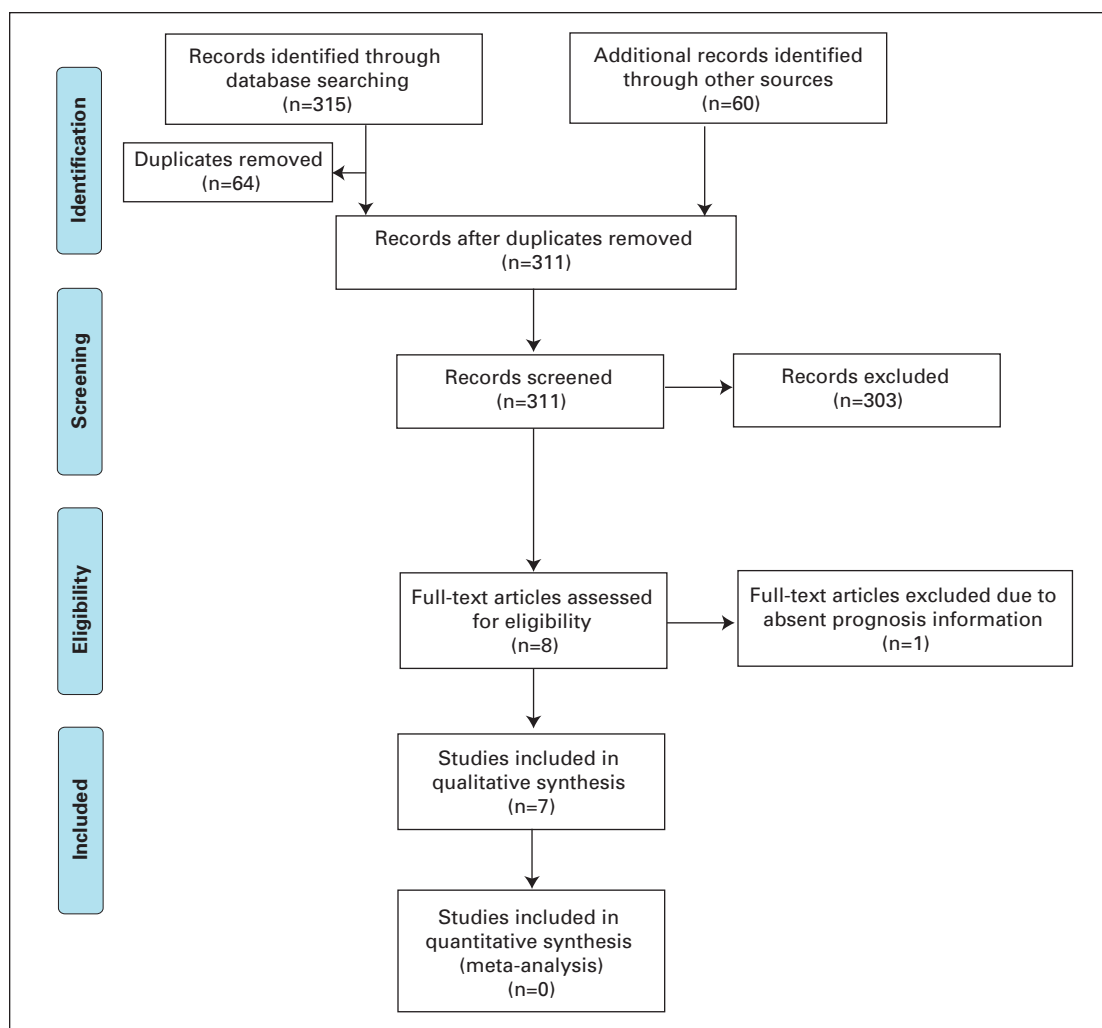 Identification
Records identified through
database searching
(n=315)
Additional records identified
through other sources
(n=60)
Duplicates removed
(n=64)
Records after duplicates removed
(n=311)
Screening
Records screened
(n=311)
Records excluded
(n=303)
Eligibility
Full-text articles assessed
for eligibility
(n=8)
Full-text articles excluded due to
absent prognosis information
(n=1)
Included
Studies included in
qualitative synthesis
(n=7)
Studies included in
quantitative synthesis
(meta-analysis)
(n=0)